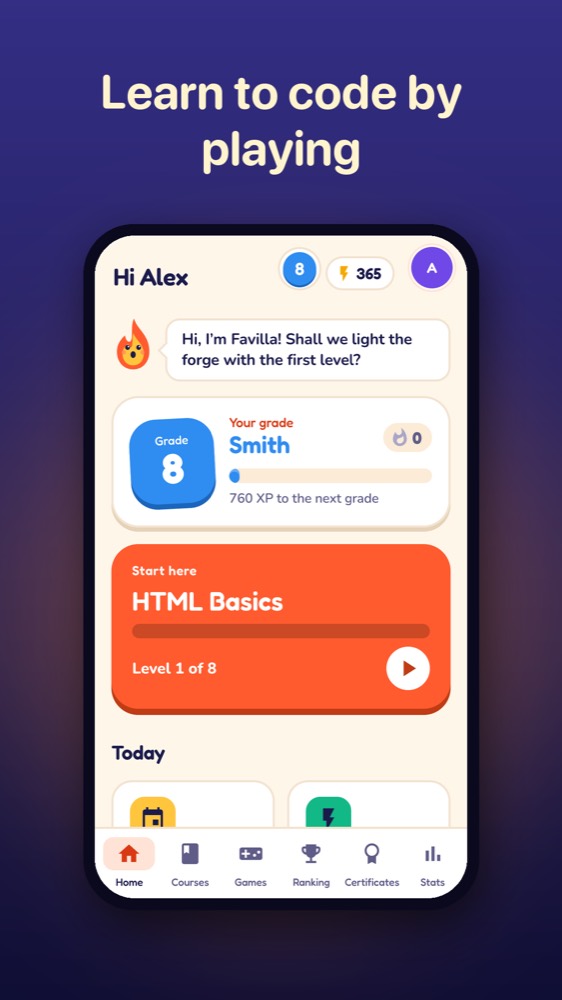 Learn to code by
playing
Hi Alex
8
365
A
Hi, I'm Favilla! Shall we light the
forge with the first level?
Grade
8
Your grade
Smith
0
760 XP to the next grade
Start here
HTML Basics
Level 1 of 8
Today
Home
Courses
Games
Ranking
Certificates
Stats